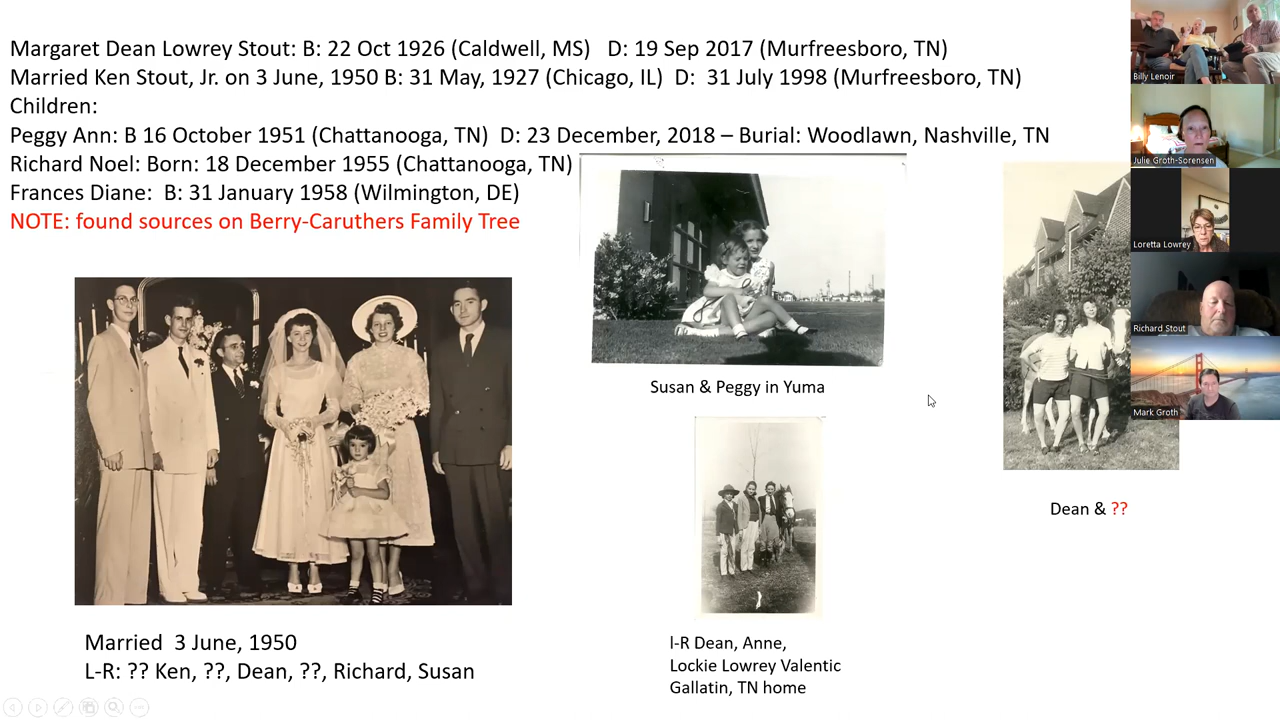 Margaret Dean Lowrey Stout: B: 22 Oct 1926 (Caldwell, MS)   D: 19 Sep 2017 (Murfreesboro, TN)
Married Ken Stout, Jr. on 3 June, 1950 B: 31 May, 1927 (Chicago, IL)  D:  31 July 1998 (Murfreesboro, TN)
Children:
Peggy Ann: B 16 October 1951 (Chattanooga, TN)  D: 23 December, 2018 – Burial: Woodlawn, Nashville, TN
Richard Noel: Born: 18 December 1955 (Chattanooga, TN)
Frances Diane:  B: 31 January 1958 (Wilmington, DE)
NOTE: found sources on Berry-Caruthers Family Tree
Susan & Peggy in Yuma
Dean & ??
Married  3 June, 1950
L-R: ?? Ken, ??, Dean, ??, Richard, Susan
l-R Dean, Anne,
Lockie Lowrey Valentic
Gallatin, TN home
Billy Lenoir
Julie Groth-Sorensen
Loretta Lowrey
Richard Stout
Mark Groth